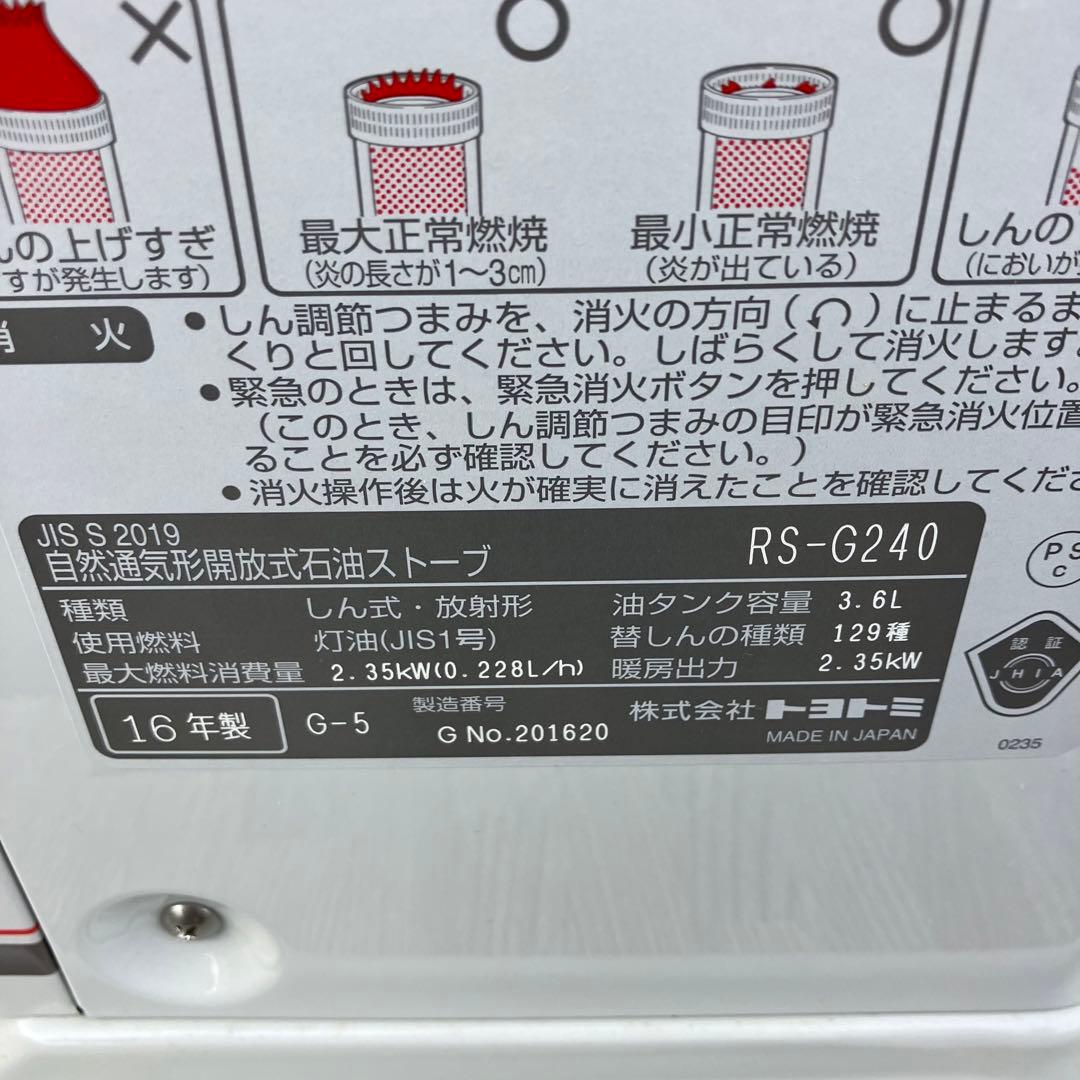 んの上げすぎ
すが発生します)
最大正常燃焼
(炎の長さが1〜3cm)
最小正常燃焼
(炎が出ている)
しんの
(においが
消 火
●しん調節つまみを、消火の方向(↶)に止まるま
くりと回してください。しばらくして消火します。
●緊急のときは、緊急消火ボタンを押してください。
(このとき、しん調節つまみの目印が緊急消火位置
ることを必ず確認してください。)
●消火操作後は火が確実に消えたことを確認してくださ
JIS S 2019
自然通気形開放式石油ストーブ RS-G240
種類 しん式・放射形 油タンク容量 3.6L
使用燃料 灯油(JIS1号) 替しんの種類 129種
最大燃料消費量 2.35kW(0.228L/h) 暖房出力 2.35kW
16年製 G-5 製造番号 G No.201620
株式会社 トヨトミ
MADE IN JAPAN
PS
C
認証
JHIA
0235